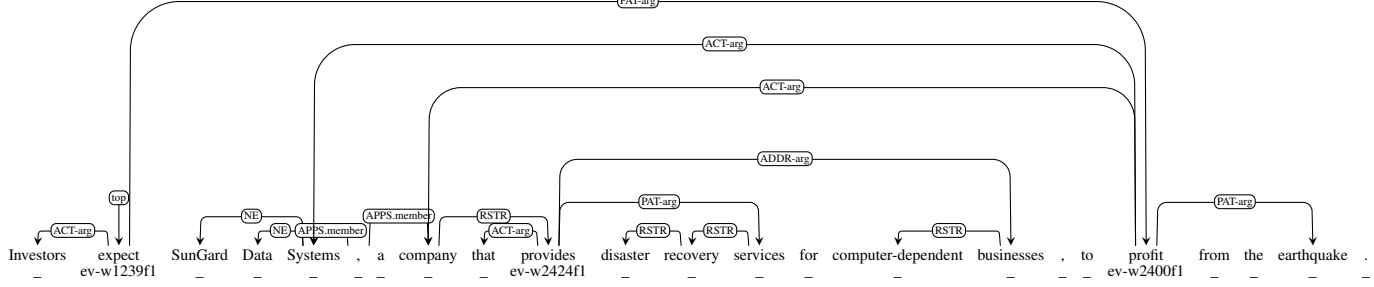 PAT-arg
ACT-arg
ACT-arg
ADDR-arg
top
PAT-arg
PAT-arg
NE
APPS.member
RSTR
ACT-arg
NE
APPS.member
ACT-arg
RSTR
RSTR
RSTR
Investors expect SunGard Data Systems , a company that provides disaster recovery services for computer-dependent businesses , to profit from the earthquake .
_ ev-w1239f1 _ _ _ _ _ _ _ ev-w2424f1 _ _ _ _ _ _ _ _ ev-w2400f1 _ _ _ _
_ _ _ _ _ _ _ _ _ _ _ _ _ _ _ _ _ _ _ _ _ _ _